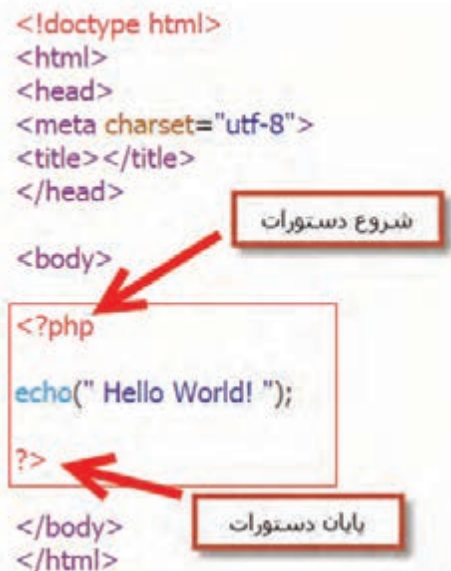 <!doctype html>
<html>
<head>
<meta charset="utf-8">
<title></title>
</head>
شروع دستورات
<body>
<?php
echo(" Hello World! ");
?>
پایان دستورات
</body>
</html>